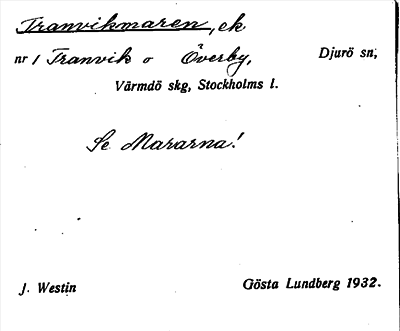 Tranvikmaren, ek
nr 1 Tranvik o Överby, Djurö sn,
Värmdö skg, Stockholms l.
Se Mararna!
J. Westin Gösta Lundberg 1932.